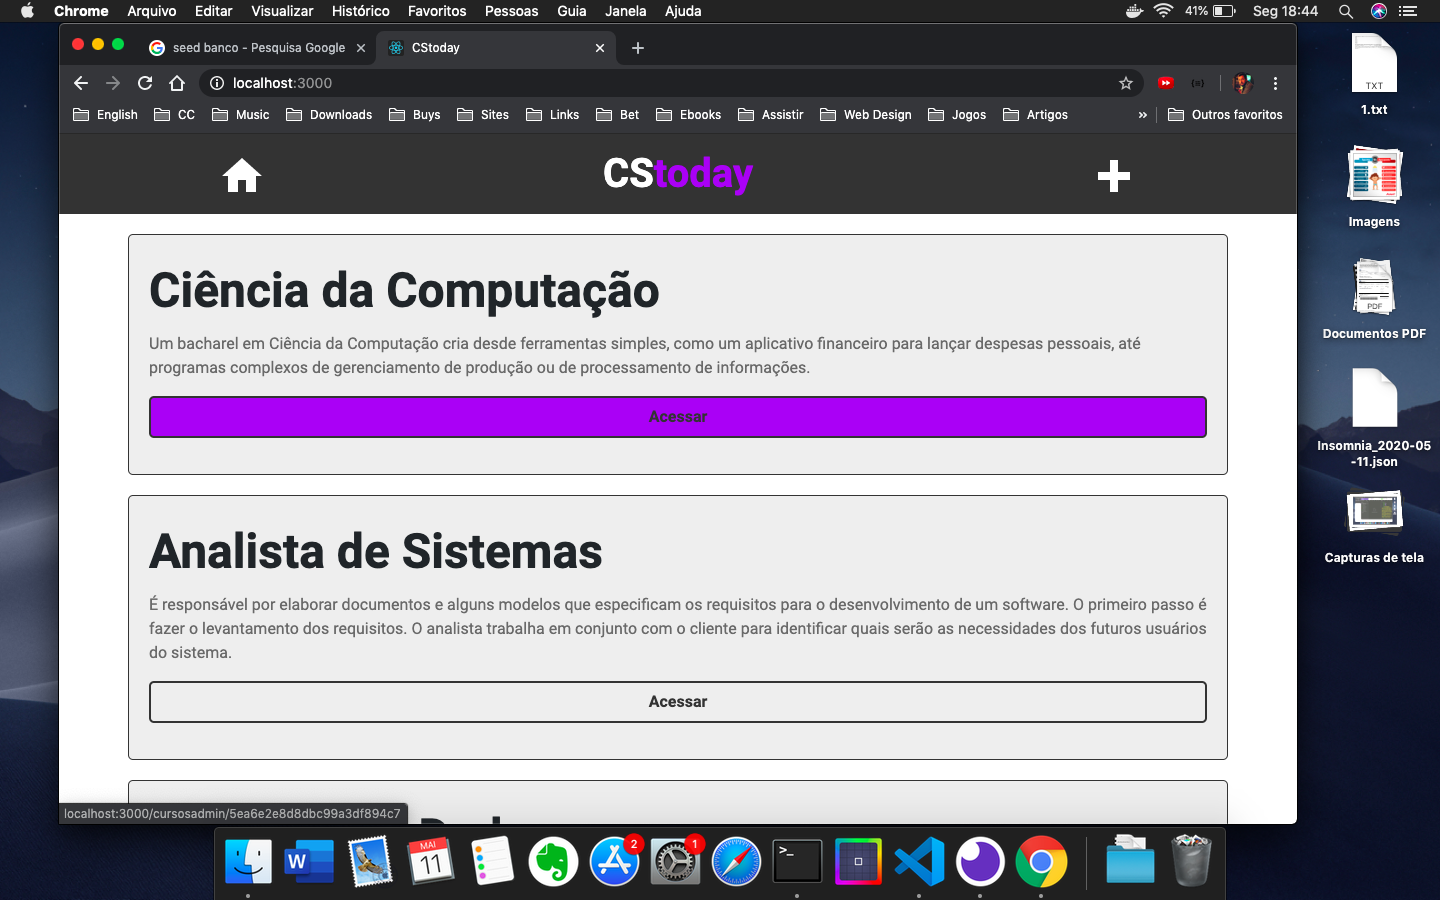 Chrome Arquivo Editar Visualizar Histórico Favoritos Pessoas Guia Janela Ajuda 41% Seg 18:44
seed banco - Pesquisa Google
CStoday
localhost:3000
English CC Music Downloads Buys Sites Links Bet Ebooks Assistir Web Design Jogos Artigos » Outros favoritos
CStoday
Ciência da Computação
Um bacharel em Ciência da Computação cria desde ferramentas simples, como um aplicativo financeiro para lançar despesas pessoais, até
programas complexos de gerenciamento de produção ou de processamento de informações.
Acessar
Analista de Sistemas
É responsável por elaborar documentos e alguns modelos que especificam os requisitos para o desenvolvimento de um software. O primeiro passo é
fazer o levantamento dos requisitos. O analista trabalha em conjunto com o cliente para identificar quais serão as necessidades dos futuros usuários
do sistema.
Acessar
localhost:3000/cursosadmin/5ea6e2e8d8dbc99a3df894c7
TXT
1.txt
Imagens
PDF
Documentos PDF
Insomnia_2020-05
-11.json
Capturas de tela
W
MAI
11
2
1
>_